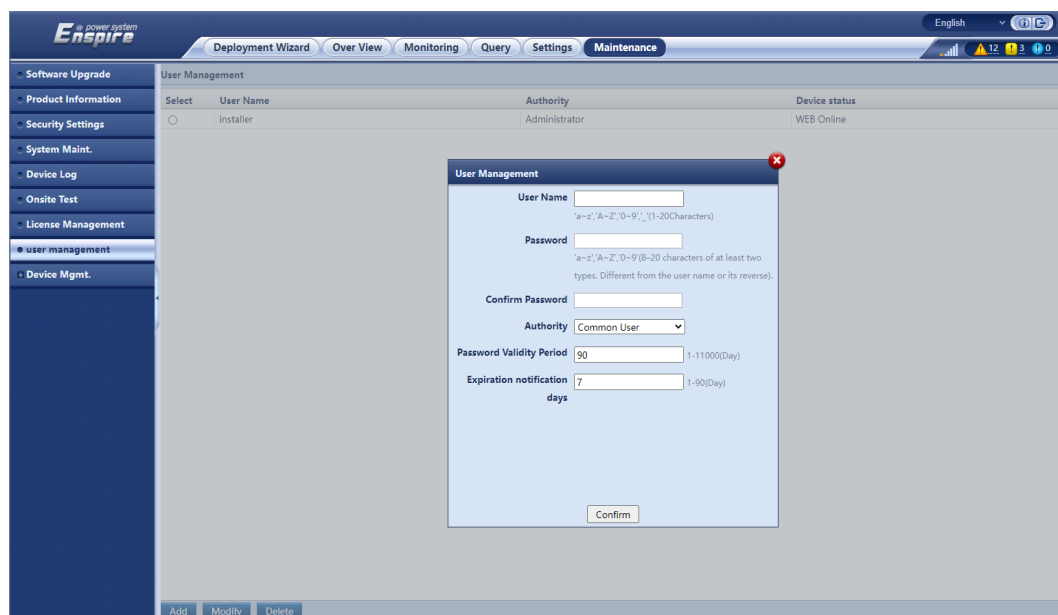 @ power system
Enspire
English
Deployment Wizard Over View Monitoring Query Settings Maintenance
12 3 0
Software Upgrade
Product Information
Security Settings
System Maint.
Device Log
Onsite Test
License Management
user management
Device Mgmt.
User Management
Select User Name Authority Device status
installer Administrator WEB Online
User Management
User Name
'a~z','A~Z','0~9','_'(1-20Characters)
Password
'a~z','A~Z','0~9'(8-20 characters of at least two
types. Different from the user name or its reverse).
Confirm Password
Authority Common User
Password Validity Period 90 1-11000(Day)
Expiration notification 7 1-90(Day)
days
Confirm
Add Modify Delete